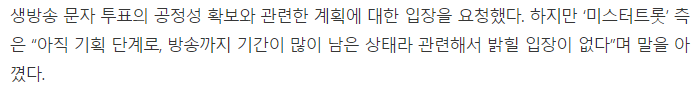 생방송 문자 투표의 공정성 확보와 관련한 계획에 대한 입장을 요청했다. 하지만 ‘미스터트롯’ 측
은 “아직 기획 단계로, 방송까지 기간이 많이 남은 상태라 관련해서 밝힐 입장이 없다”며 말을 아
꼈다.